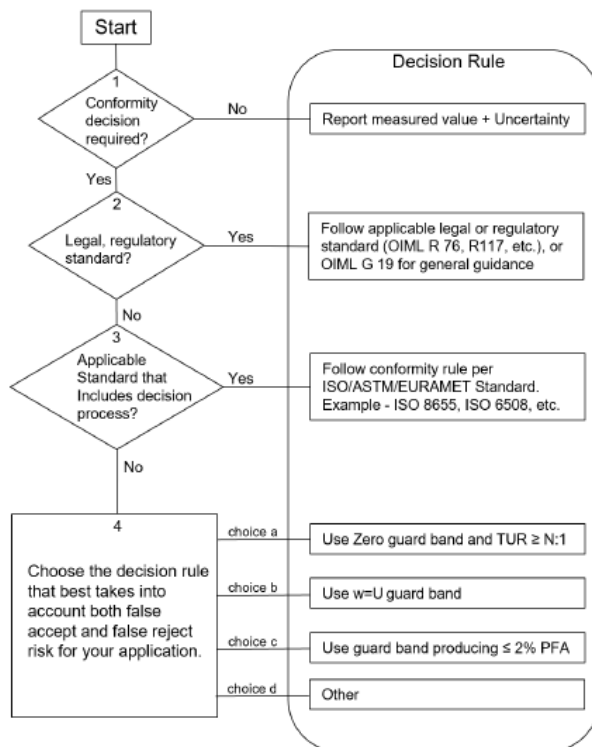 Start
Decision Rule
1
Conformity
decision
required?
No
Report measured value + Uncertainty
Yes
2
Legal, regulatory
standard?
Yes
Follow applicable legal or regulatory
standard (OIML R 76, R117, etc.), or
OIML G 19 for general guidance
No
3
Applicable
Standard that
Includes decision
process?
Yes
Follow conformity rule per
ISO/ASTM/EURAMET Standard.
Example - ISO 8655, ISO 6508, etc.
No
4
Choose the decision rule
that best takes into
account both false
accept and false reject
risk for your application.
choice a
Use Zero guard band and TUR ≥ N:1
choice b
Use w=U guard band
choice c
Use guard band producing ≤ 2% PFA
choice d
Other